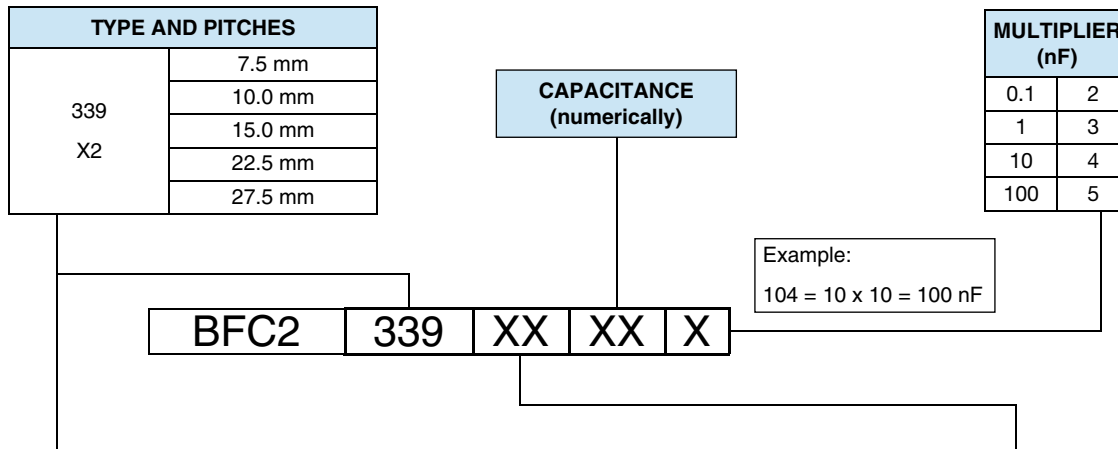 TYPE AND PITCHES
339
X2
7.5 mm
10.0 mm
15.0 mm
22.5 mm
27.5 mm
CAPACITANCE
(numerically)
MULTIPLIER
(nF)
0.1 2
1 3
10 4
100 5
Example:
104 = 10 x 10 = 100 nF
BFC2 339 XX XX X